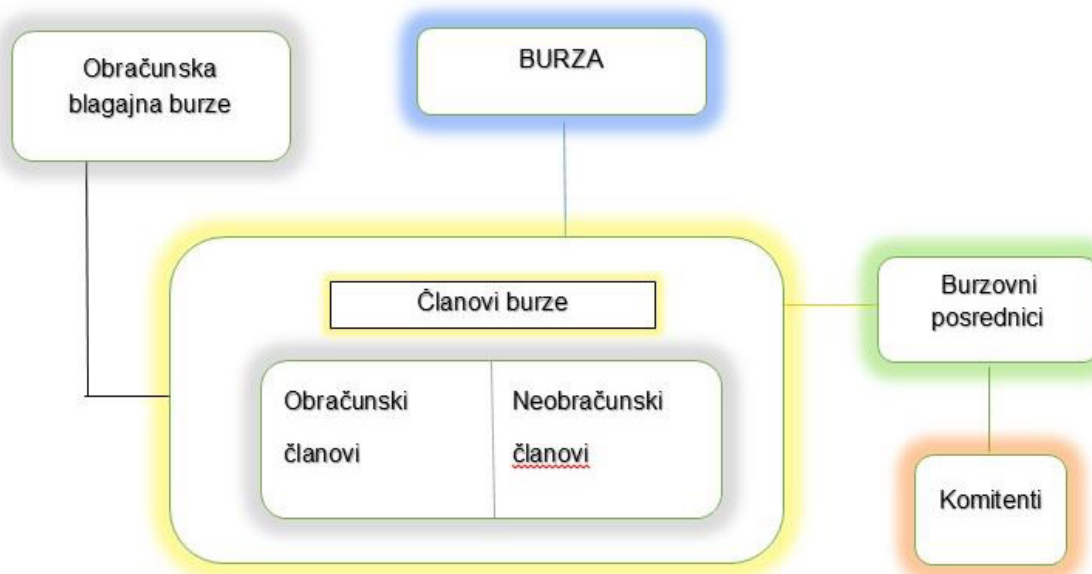 Obračunska
blagajna burze
BURZA
Članovi burze
Obračunski
članovi
Neobračunski
članovi
Burzovni
posrednici
Komitenti